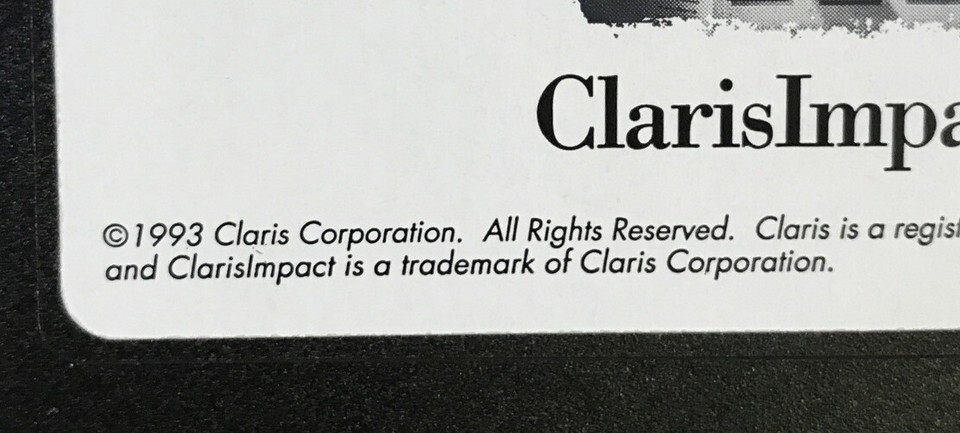 ClarisImpa
©1993 Claris Corporation. All Rights Reserved. Claris is a regist
and ClarisImpact is a trademark of Claris Corporation.